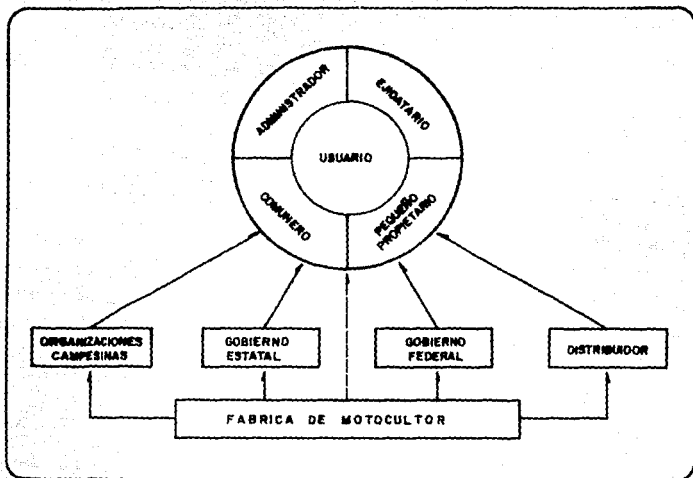 ADMINISTRADOR
EJIDATARIO
USUARIO
COMUNERO
PEQUEÑO
PROPIETARIO
ORGANIZACIONES
CAMPESINAS
GOBIERNO
ESTATAL
GOBIERNO
FEDERAL
DISTRIBUIDOR
FABRICA DE MOTOCULTOR